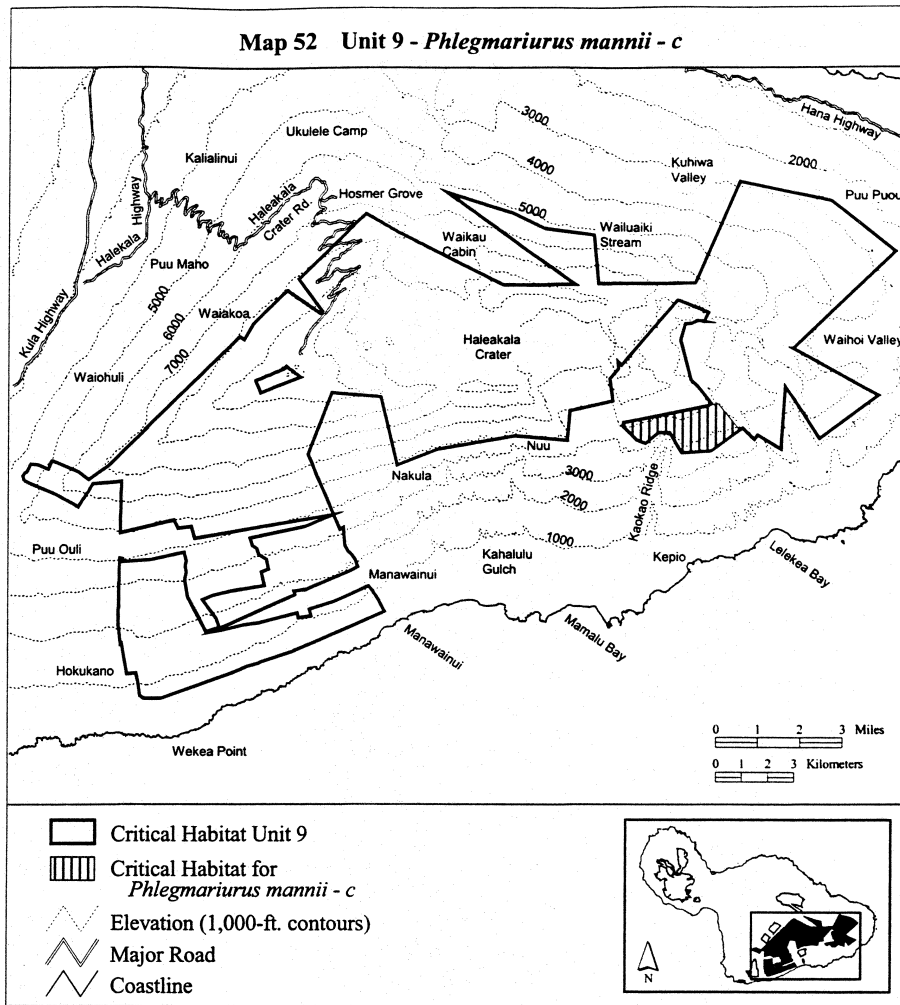 Map 52 Un 9 - Phlegmariurus mannii - c
Ukulele Camp
Kalialinui
3000
Hana Highway
4000
Kuhiwa
Valley
2000
Puu Puou
Hosmer Grove
Haleakala
Crater Rd.
Halekala
Highway
5000
Waikau
Cabin
Wailuaiki
Stream
Puu Maho
Kula Highway
5000
6000
7000
Waiakoa
Haleakala
Crater
Waihoi Valley
Waiohuli
Nuu
Nakula
3000
2000
1000
Kaokao Ridge
Puu Ouli
Manawainui
Kahalulu
Gulch
Kepio
Lelekea Bay
Mamalu Bay
Manawainui
Hokukano
Wekea Point
0 1 2 3 Miles
0 1 2 3 Kilometers
Critical Habitat Unit 9
Critical Habitat for
Phlegmariurus mannii - c
Elevation (1,000-ft. contours)
Major Road
Coastline
N